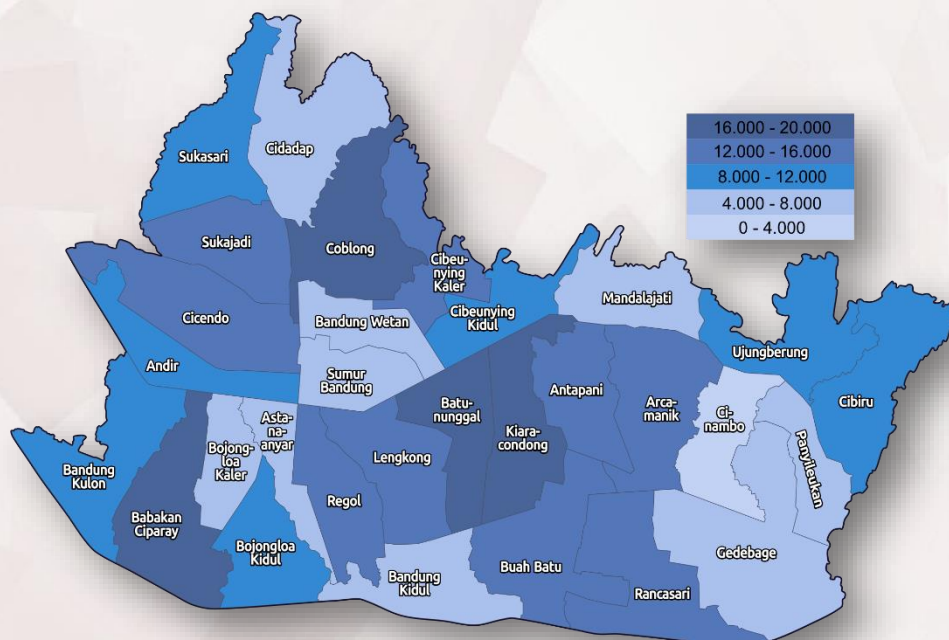 16.000 - 20.000
12.000 - 16.000
8.000 - 12.000
4.000 - 8.000
0 - 4.000
Sukasari
Cidadap
Sukajadi
Coblong
Cibeu-
nying
Kaler
Mandalajati
Cicendo
Bandung Wetan
Cibeunying
Kidul
Ujungberung
Andir
Sumur
Bandung
Antapani
Arca-
manik
Cibiru
Batu-
nunggal
Kiara-
condong
Ci-
nambo
Astana-
anyar
Bojong-
loa
Kaler
Lengkong
Panyileukan
Bandung
Kulon
Regol
Babakan
Ciparay
Bojongloa
Kidul
Gedebage
Buah Batu
Bandung
Kidul
Rancasari